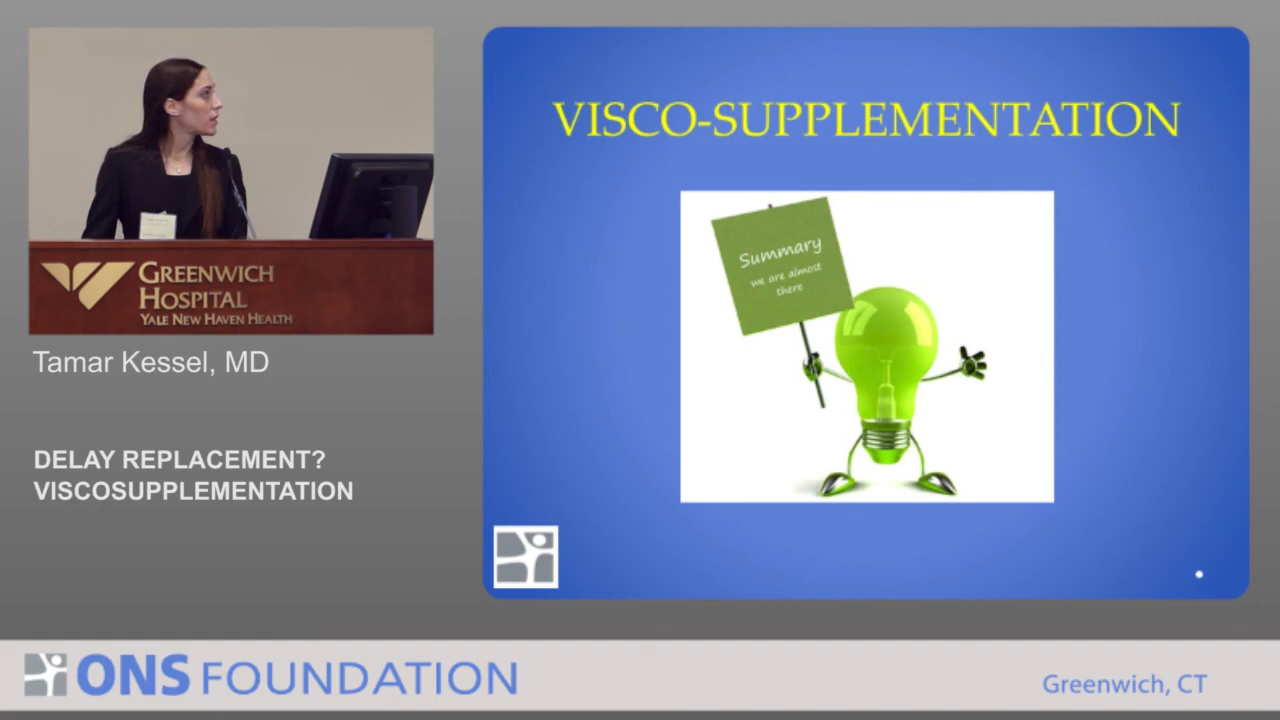 GREENWICH
HOSPITAL
YALE NEW HAVEN HEALTH
Tamar Kessel, MD
DELAY REPLACEMENT?
VISCOSUPPLEMENTATION
VISCO-SUPPLEMENTATION
Summary
we are almost
there
ONS FOUNDATION
Greenwich, CT